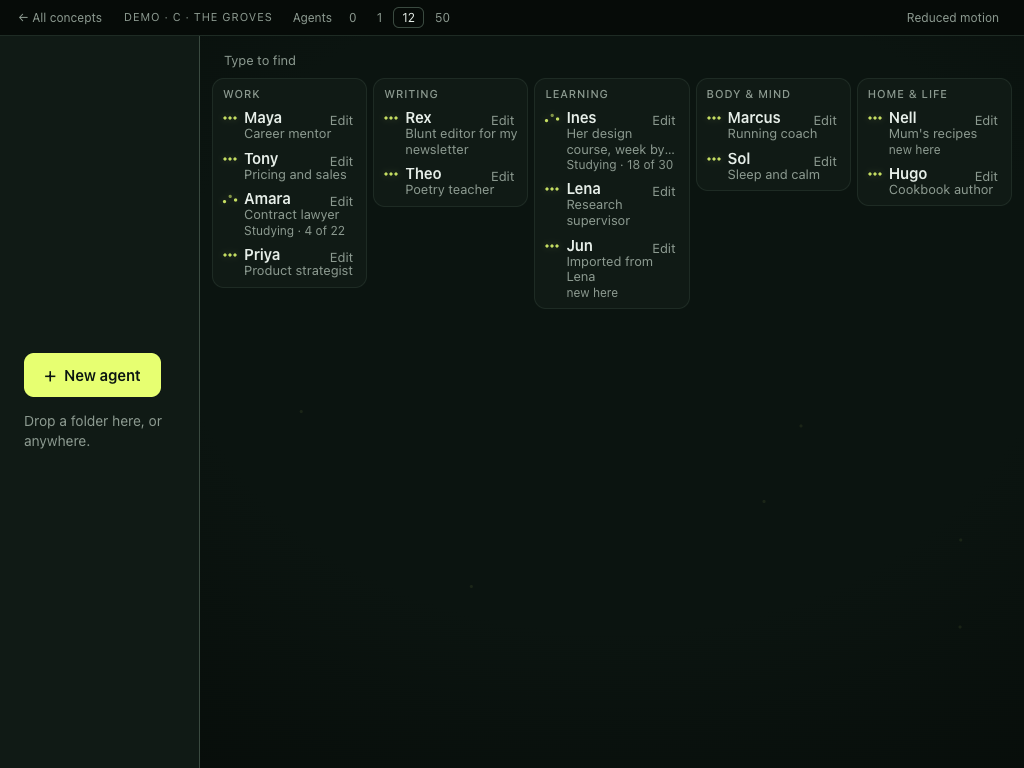 ← All concepts
DEMO · C · THE GROVES
Agents 0 1 12 50
Reduced motion
+ New agent
Drop a folder here, or
anywhere.
Type to find
WORK
Maya
Edit
Career mentor
Tony
Edit
Pricing and sales
Amara
Edit
Contract lawyer
Studying · 4 of 22
Priya
Edit
Product strategist
WRITING
Rex
Edit
Blunt editor for my
newsletter
Theo
Edit
Poetry teacher
LEARNING
Ines
Edit
Her design
course, week by…
Studying · 18 of 30
Lena
Edit
Research
supervisor
Jun
Edit
Imported from
Lena
new here
BODY & MIND
Marcus
Edit
Running coach
Sol
Edit
Sleep and calm
HOME & LIFE
Nell
Edit
Mum's recipes
new here
Hugo
Edit
Cookbook author